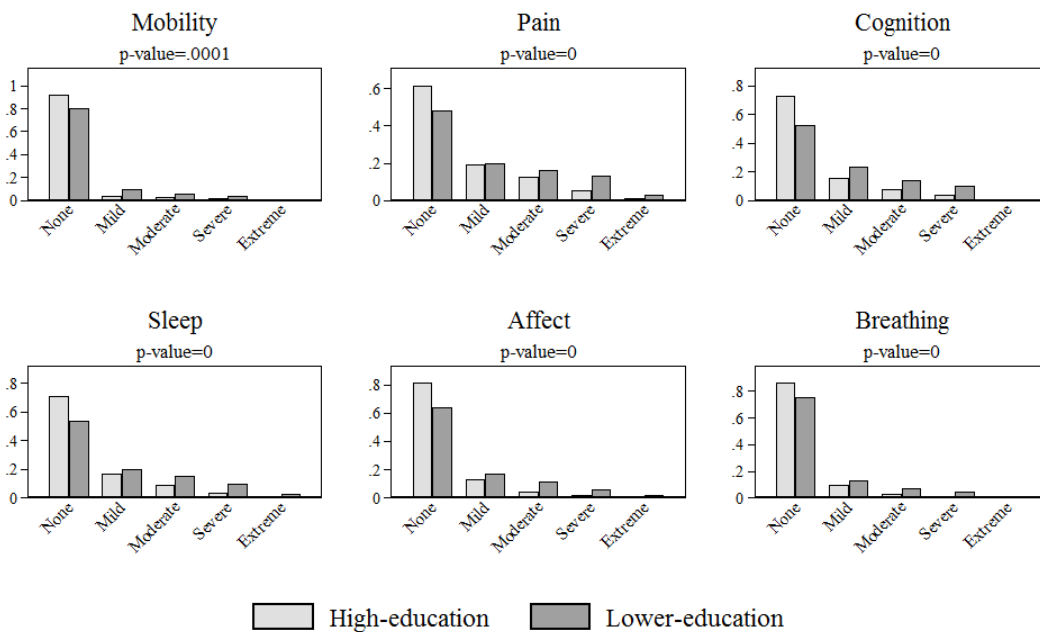 Mobility
p-value=.0001
1
.8
.6
.4
.2
0
None
Mild
Moderate
Severe
Extreme
Pain
p-value=0
.6
.4
.2
0
None
Mild
Moderate
Severe
Extreme
Cognition
p-value=0
.8
.6
.4
.2
0
None
Mild
Moderate
Severe
Extreme
Sleep
p-value=0
.8
.6
.4
.2
0
None
Mild
Moderate
Severe
Extreme
Affect
p-value=0
.8
.6
.4
.2
0
None
Mild
Moderate
Severe
Extreme
Breathing
p-value=0
.8
.6
.4
.2
0
None
Mild
Moderate
Severe
Extreme
High-education
Lower-education